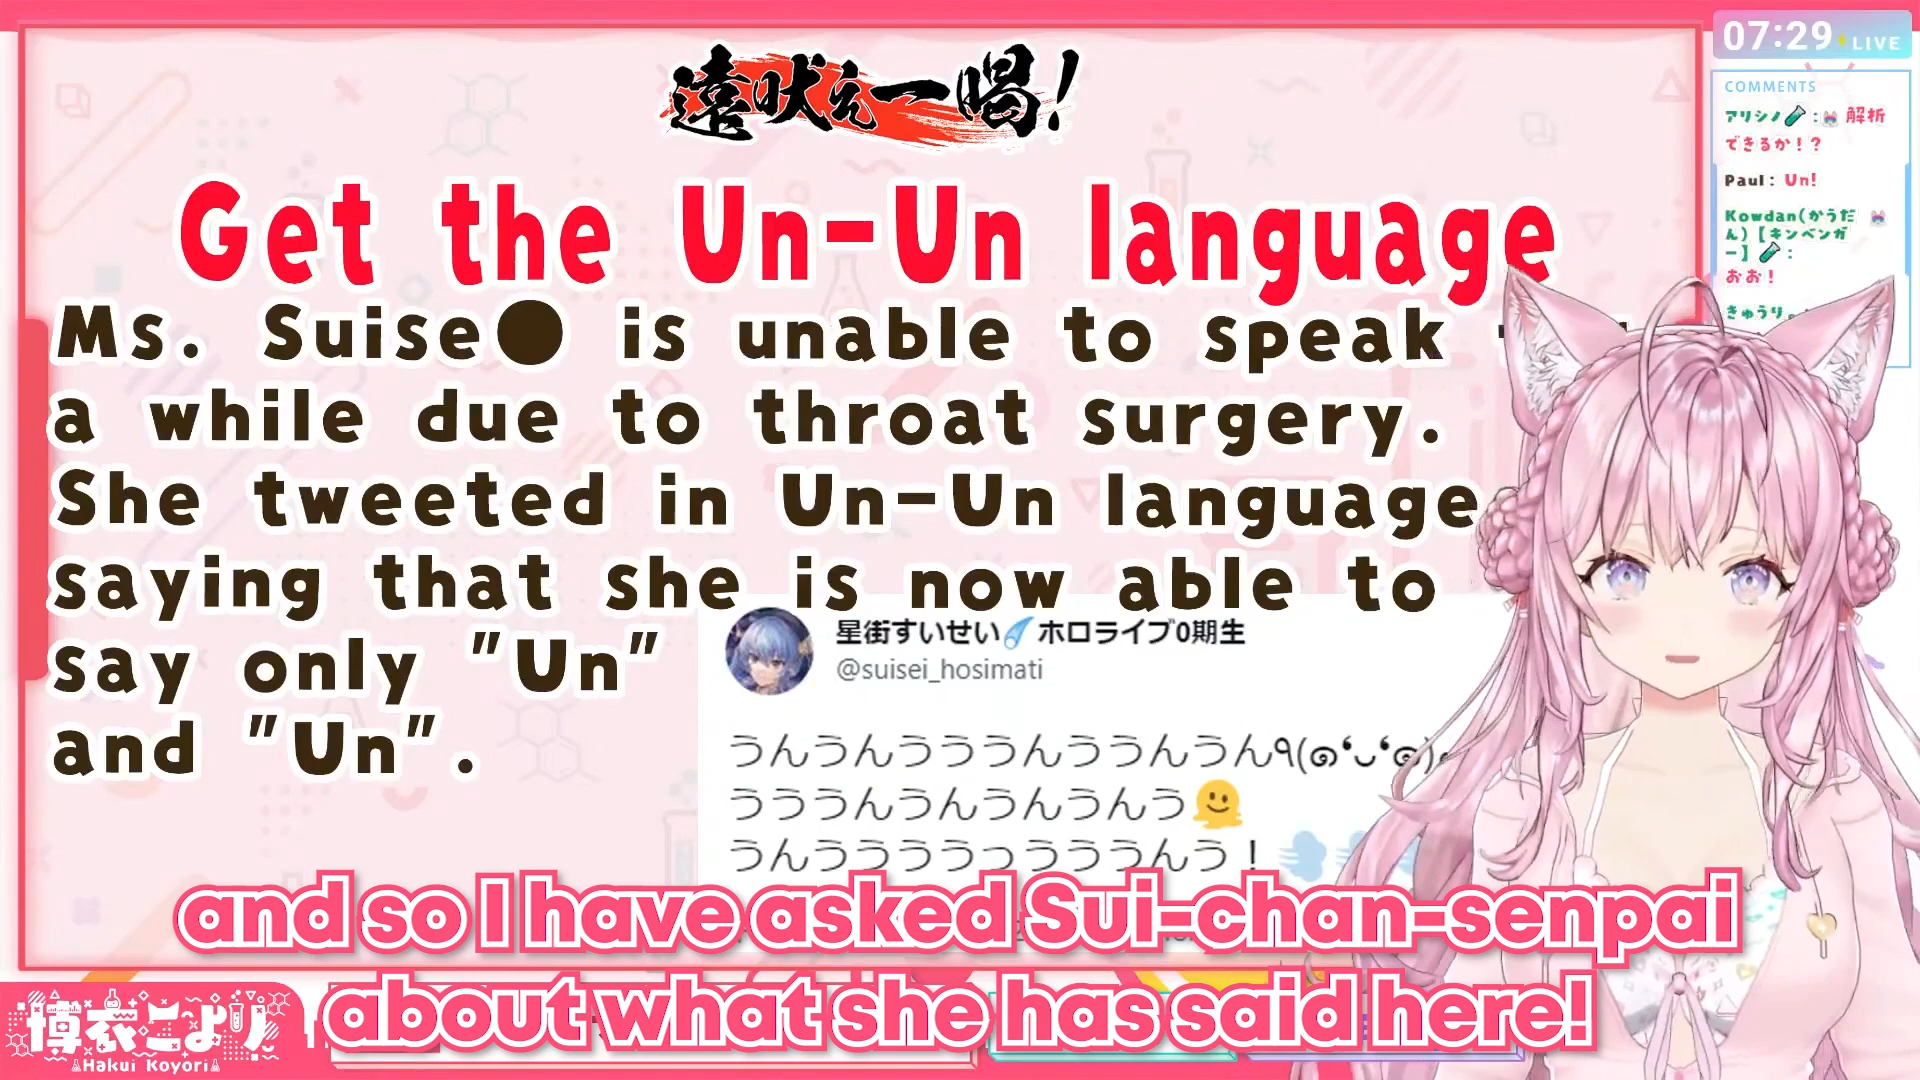 遠吠え一喝!
07:29 LIVE
COMMENTS
アリシノ🧪 : 解析
できるか！？
Paul : Un!
Kowdan(かうだ
ん)【キンベンガ
ー】🧪 :
おお！
きゅうり
Get the Un-Un language
Ms. Suise● is unable to speak
a while due to throat surgery.
She tweeted in Un-Un language
saying that she is now able to
say only "Un"
and "Un".
星街すいせい☄️ホロライブ0期生
@suisei_hosimati
うんうんうううんううんうん٩(๑❛ᴗ❛๑)
うううんうんうんうんう🫠
うんうううううっうううんう！💨
and so I have asked Sui-chan-senpai
about what she has said here!
博衣こより
Hakui Koyori